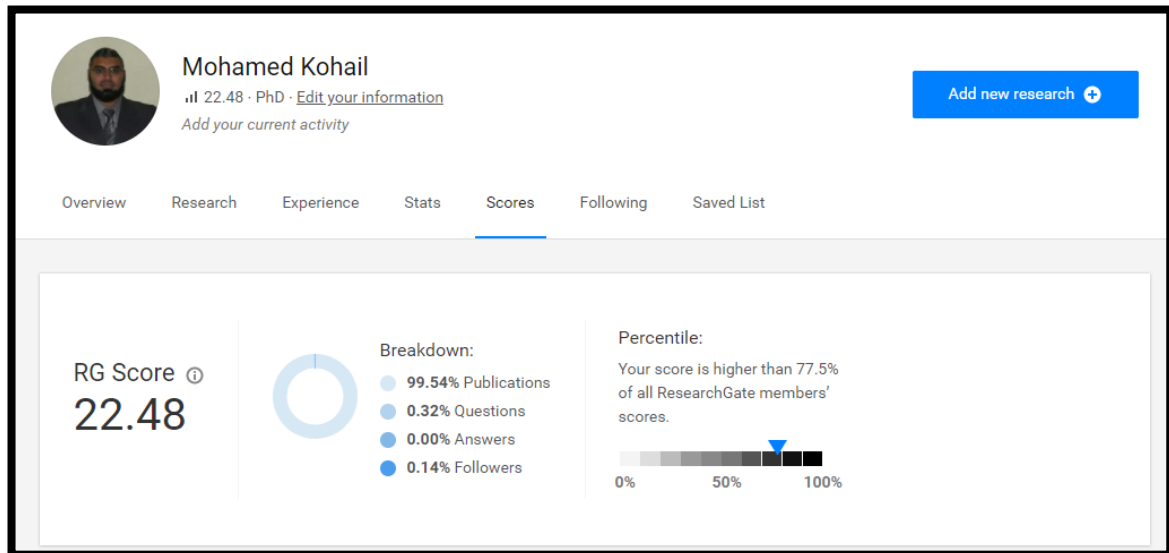 Mohamed Kohail
22.48 · PhD · Edit your information
Add your current activity
Add new research
Overview Research Experience Stats Scores Following Saved List
RG Score
22.48
Breakdown:
99.54% Publications
0.32% Questions
0.00% Answers
0.14% Followers
Percentile:
Your score is higher than 77.5%
of all ResearchGate members'
scores.
0% 50% 100%